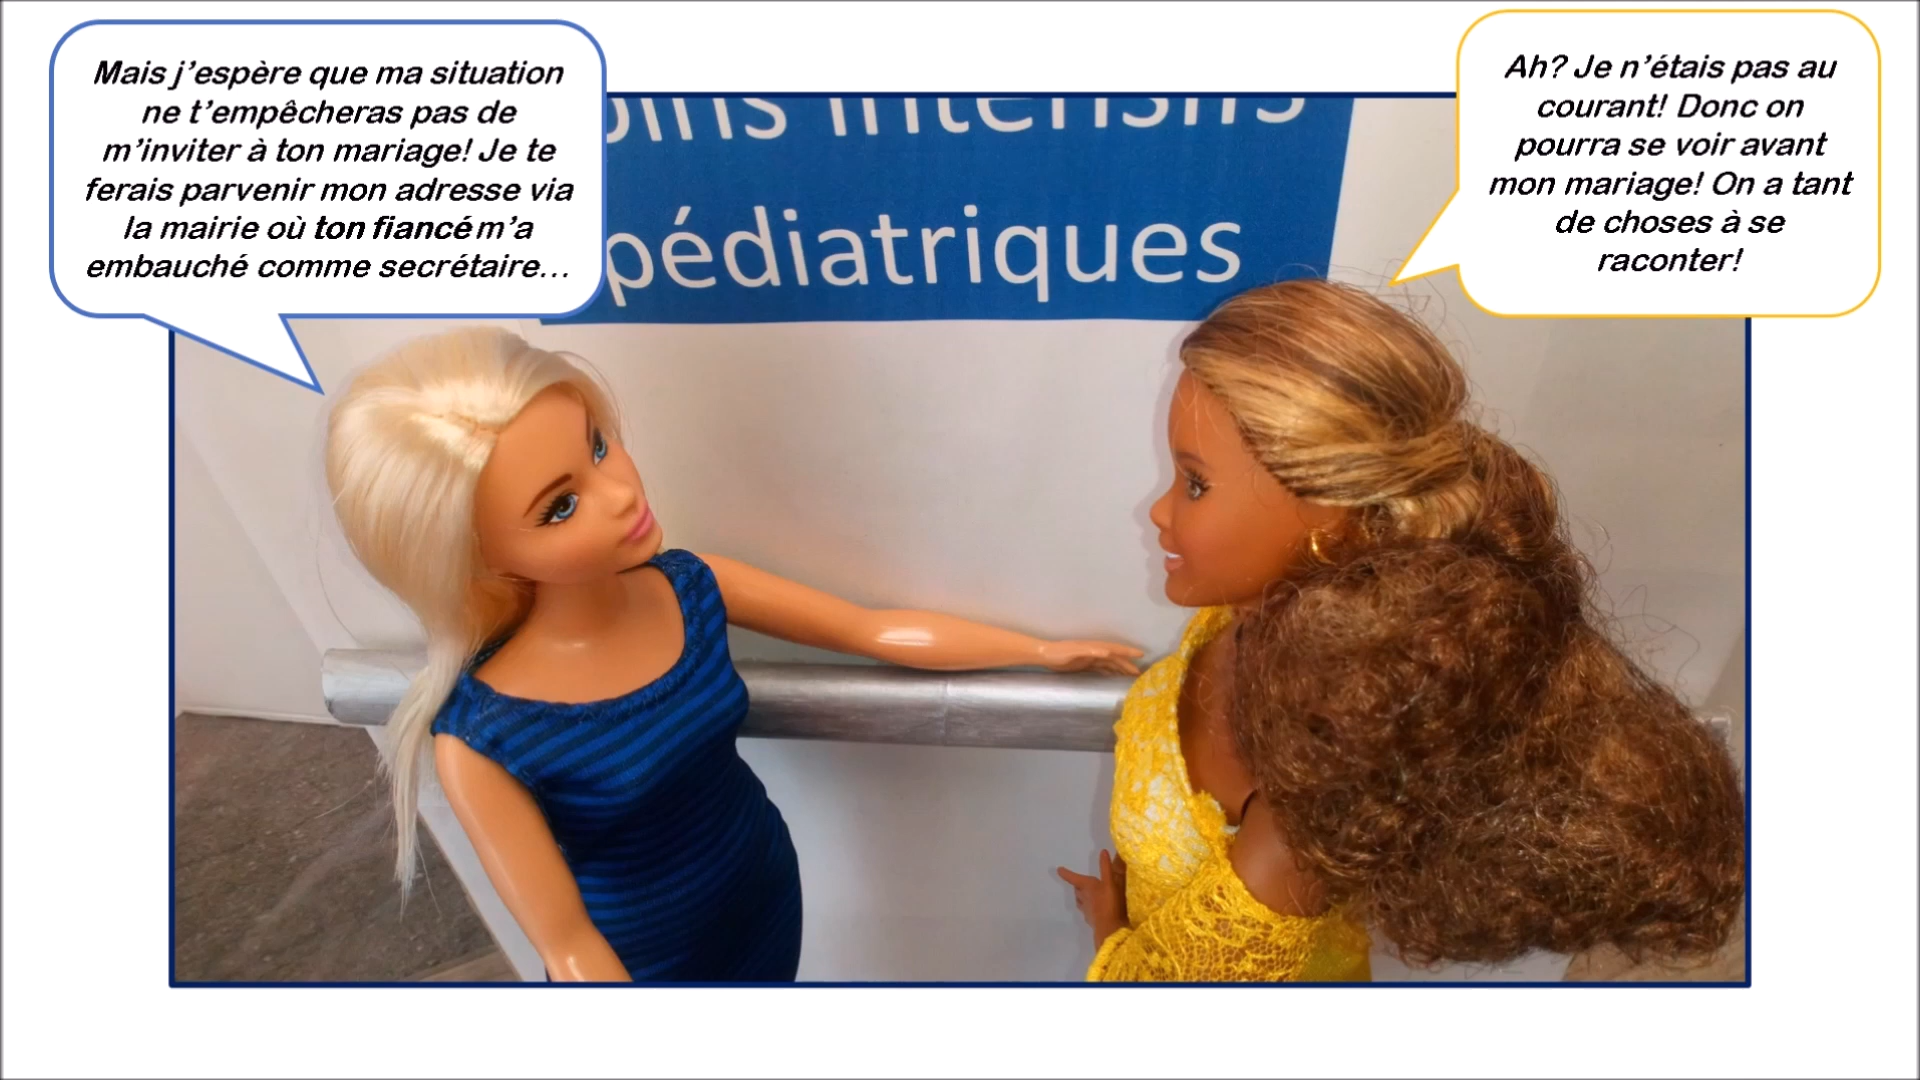 Mais j'espère que ma situation
ne t'empêcheras pas de
m'inviter à ton mariage! Je te
ferais parvenir mon adresse via
la mairie où ton fiancé m'a
embauché comme secrétaire…
Ah? Je n'étais pas au
courant! Donc on
pourra se voir avant
mon mariage! On a tant
de choses à se
raconter!
intensifs
pédiatriques